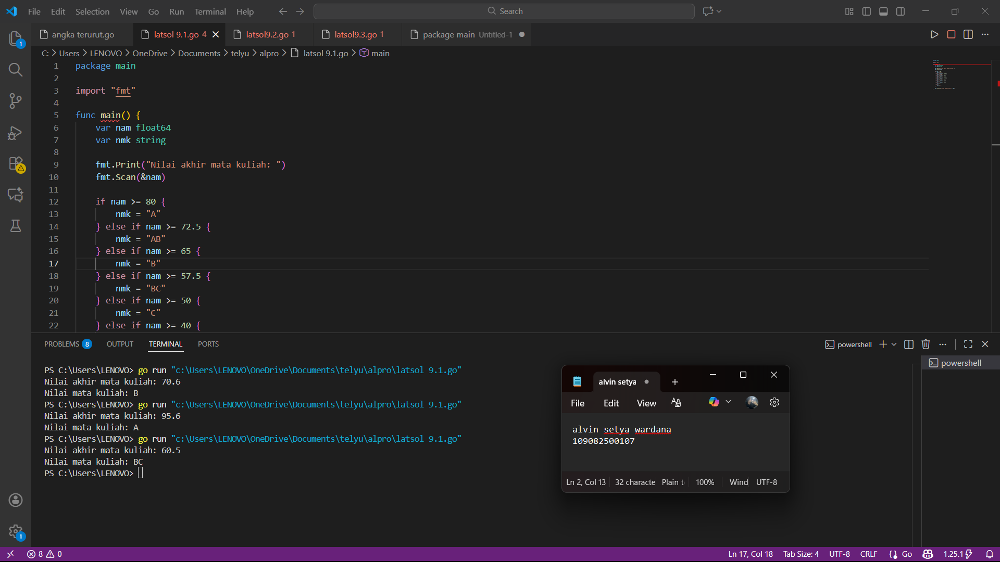 File Edit Selection View Go Run Terminal Help
Search
angka terurut.go
latsol 9.1.go 4
latsol9.2.go 1
latsol9.3.go 1
package main Untitled-1
C: > Users > LENOVO > OneDrive > Documents > telyu > alpro > latsol 9.1.go > main
1 package main
2
3 import "fmt"
4
5 func main() {
6 var nam float64
7 var nmk string
8
9 fmt.Print("Nilai akhir mata kuliah: ")
10 fmt.Scan(&nam)
11
12 if nam >= 80 {
13 nmk = "A"
14 } else if nam >= 72.5 {
15 nmk = "AB"
16 } else if nam >= 65 {
17 nmk = "B"
18 } else if nam >= 57.5 {
19 nmk = "BC"
20 } else if nam >= 50 {
21 nmk = "C"
22 } else if nam >= 40 {
PROBLEMS 8 OUTPUT TERMINAL PORTS
powershell
powershell
PS C:\Users\LENOVO> go run "c:\Users\LENOVO\OneDrive\Documents\telyu\alpro\latsol 9.1.go"
Nilai akhir mata kuliah: 70.6
Nilai mata kuliah: B
PS C:\Users\LENOVO> go run "c:\Users\LENOVO\OneDrive\Documents\telyu\alpro\latsol 9.1.go"
Nilai akhir mata kuliah: 95.6
Nilai mata kuliah: A
PS C:\Users\LENOVO> go run "c:\Users\LENOVO\OneDrive\Documents\telyu\alpro\latsol 9.1.go"
Nilai akhir mata kuliah: 60.5
Nilai mata kuliah: BC
PS C:\Users\LENOVO>
alvin setya
File Edit View
alvin setya wardana
109082500107
Ln 2, Col 13 32 characte Plain t 100% Wind UTF-8
1
1
8 0
Ln 17, Col 18 Tab Size: 4 UTF-8 CRLF {} Go 1.25.1